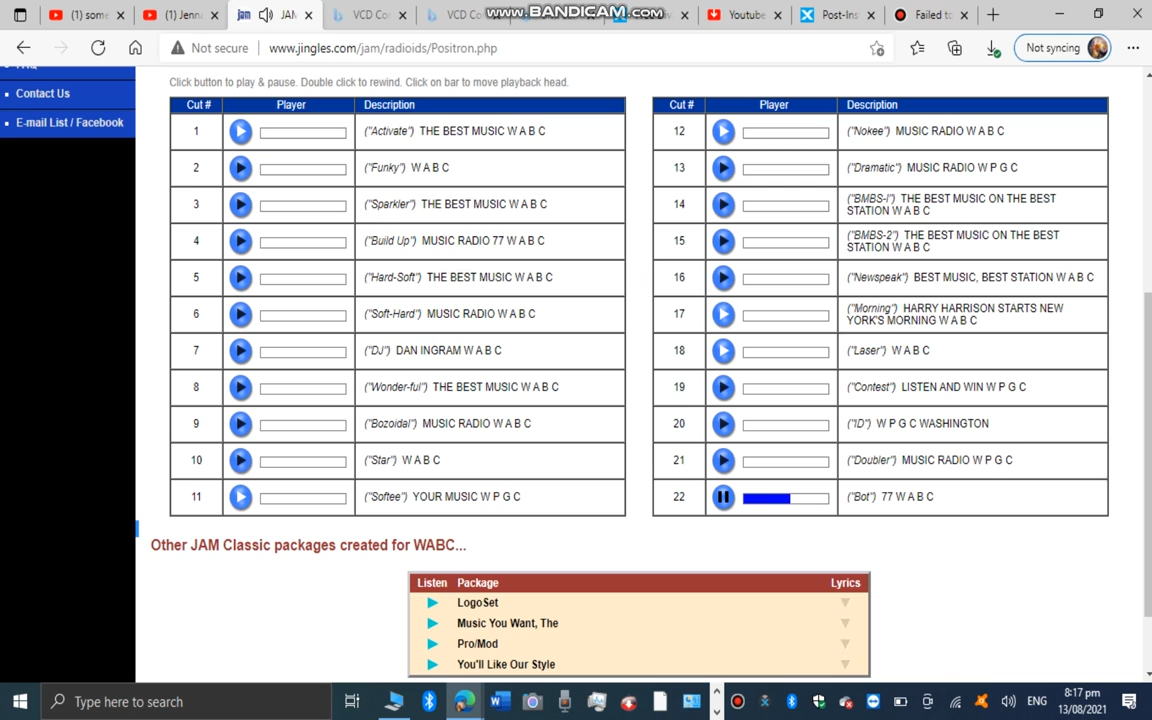 (1) some
(1) Jenna
jam
JAM
VCD Co
VCD Co
www.BANDICAM.com
Youtube
Post-Ins
Failed to
Not secure
www.jingles.com/jam/radioids/Positron.php
Not syncing
Contact Us
E-mail List / Facebook
Click button to play & pause. Double click to rewind. Click on bar to move playback head.
Cut # Player Description
1 ("Activate") THE BEST MUSIC W A B C
2 ("Funky") W A B C
3 ("Sparkler") THE BEST MUSIC W A B C
4 ("Build Up") MUSIC RADIO 77 W A B C
5 ("Hard-Soft") THE BEST MUSIC W A B C
6 ("Soft-Hard") MUSIC RADIO W A B C
7 ("DJ") DAN INGRAM W A B C
8 ("Wonder-ful") THE BEST MUSIC W A B C
9 ("Bozoidal") MUSIC RADIO W A B C
10 ("Star") W A B C
11 ("Softee") YOUR MUSIC W P G C
Cut # Player Description
12 ("Nokee") MUSIC RADIO W A B C
13 ("Dramatic") MUSIC RADIO W P G C
14 ("BMBS-I") THE BEST MUSIC ON THE BEST
STATION W A B C
15 ("BMBS-2") THE BEST MUSIC ON THE BEST
STATION W A B C
16 ("Newspeak") BEST MUSIC, BEST STATION W A B C
17 ("Morning") HARRY HARRISON STARTS NEW
YORK'S MORNING W A B C
18 ("Laser") W A B C
19 ("Contest") LISTEN AND WIN W P G C
20 ("ID") W P G C WASHINGTON
21 ("Doubler") MUSIC RADIO W P G C
22 ("Bot") 77 W A B C
Other JAM Classic packages created for WABC...
Listen Package Lyrics
LogoSet
Music You Want, The
Pro/Mod
You'll Like Our Style
Type here to search
ENG
8:17 pm
13/08/2021